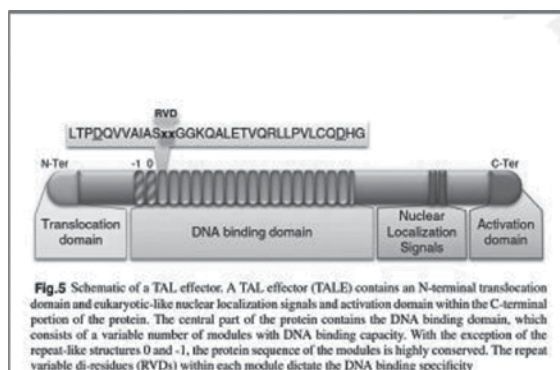 RVD
LTPDQVVAIASxxGGKQALETVQRLLPVLCQDHG
N-Ter -1 0 C-Ter
Translocation domain
DNA binding domain
Nuclear Localization Signals
Activation domain
Fig.5 Schematic of a TAL effector. A TAL effector (TALE) contains an N-terminal translocation
domain and eukaryotic-like nuclear localization signals and activation domain within the C-terminal
portion of the protein. The central part of the protein contains the DNA binding domain, which
consists of a variable number of modules with DNA binding capacity. With the exception of the
repeat-like structures 0 and -1, the protein sequence of the modules is highly conserved. The repeat
variable di-residues (RVDs) within each module dictate the DNA binding specificity